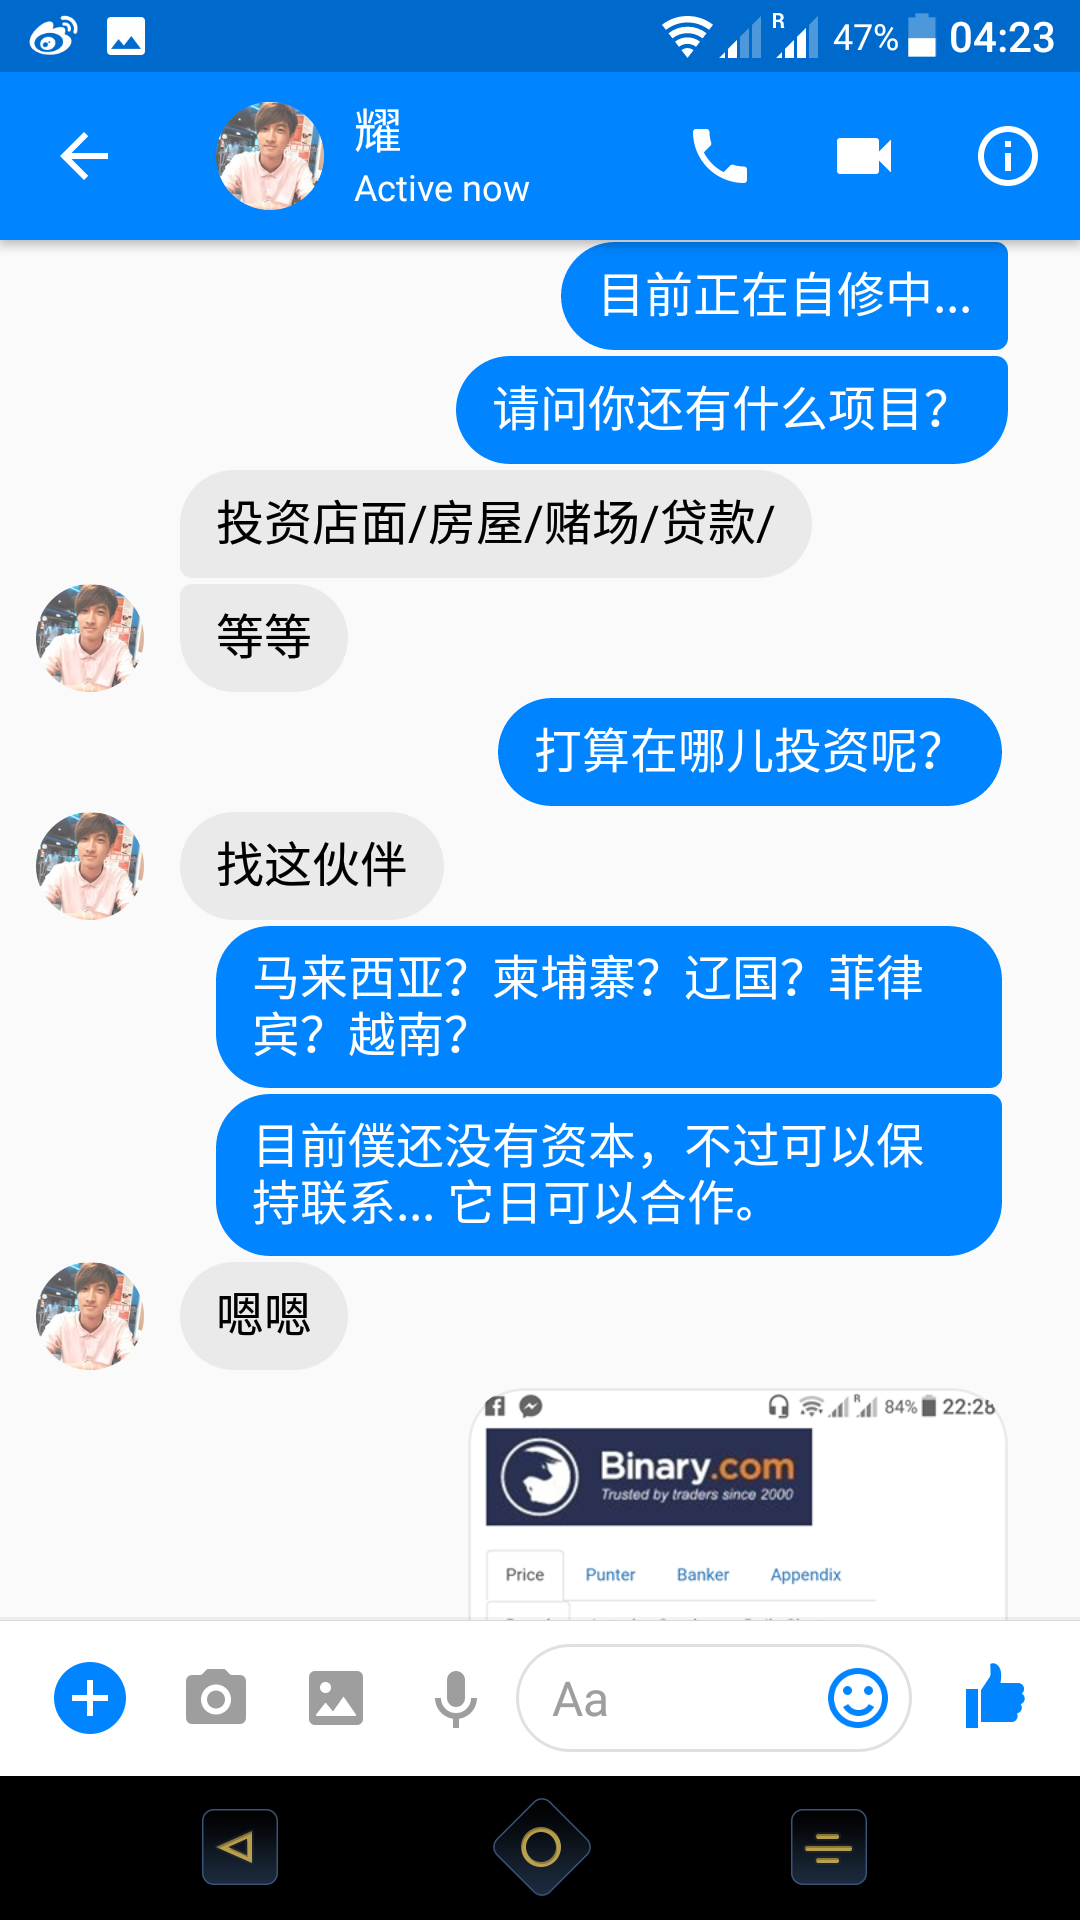 R 47% 04:23
耀
Active now
目前正在自修中...
请问你还有什么项目？
投资店面/房屋/赌场/贷款/
等等
打算在哪儿投资呢？
找这伙伴
马来西亚？柬埔寨？辽国？菲律
宾？越南？
目前僕还没有资本，不过可以保
持联系... 它日可以合作。
嗯嗯
R 84% 22:28
Binary.com
Trusted by traders since 2000
Price Punter Banker Appendix
Aa